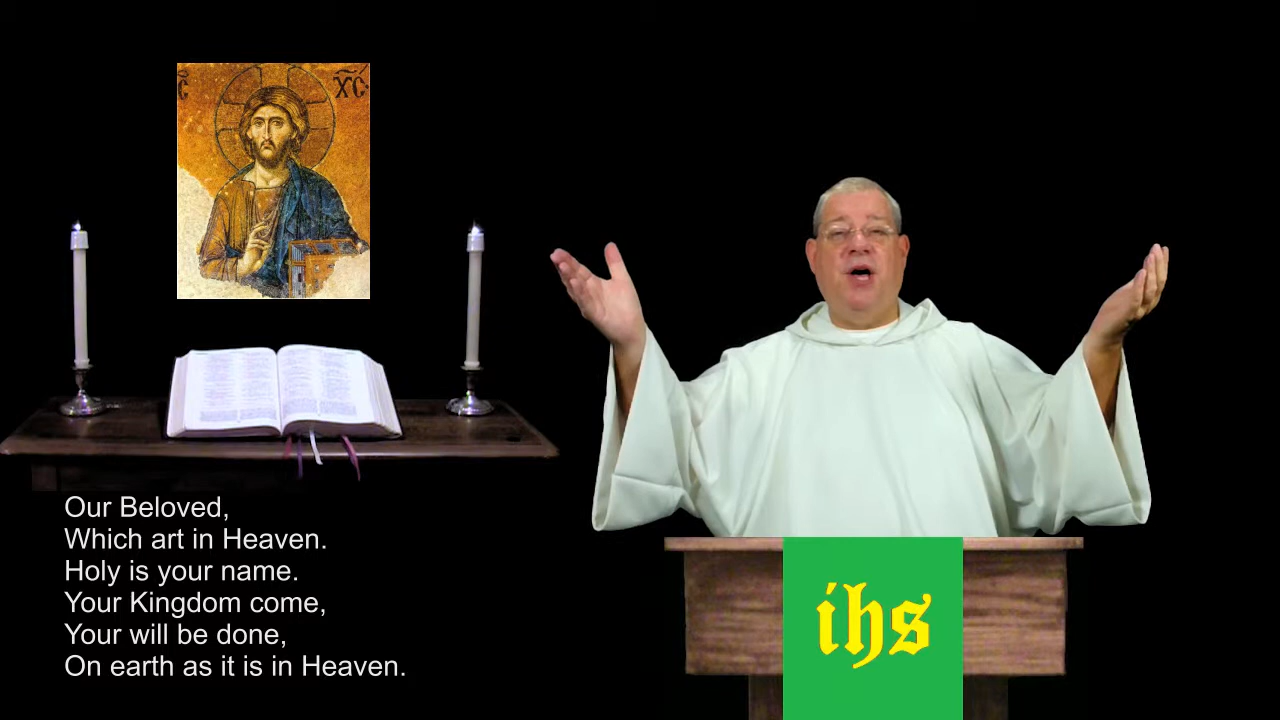 X̅C
Our Beloved,
Which art in Heaven.
Holy is your name.
Your Kingdom come,
Your will be done,
On earth as it is in Heaven.
ihs